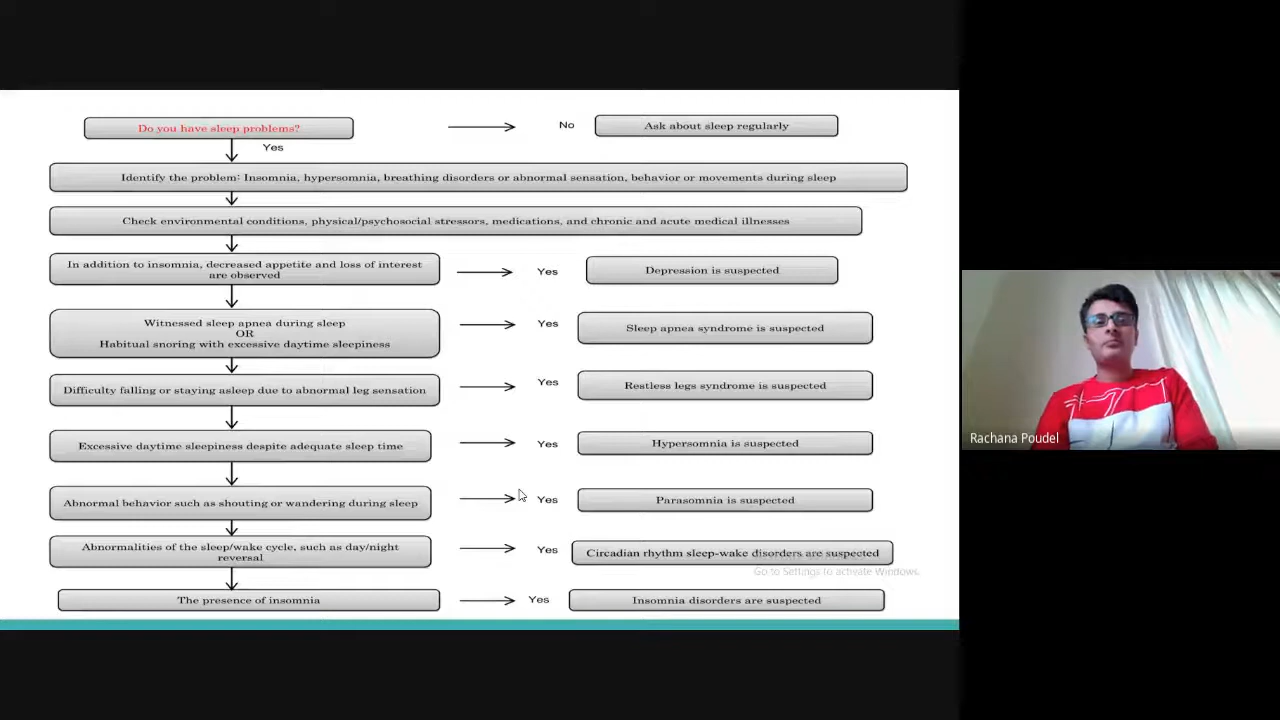 Do you have sleep problems?
No
Ask about sleep regularly
Yes
Identify the problem: Insomnia, hypersomnia, breathing disorders or abnormal sensation, behavior or movements during sleep
Check environmental conditions, physical/psychosocial stressors, medications, and chronic and acute medical illnesses
In addition to insomnia, decreased appetite and loss of interest
are observed
Yes
Depression is suspected
Witnessed sleep apnea during sleep
OR
Habitual snoring with excessive daytime sleepiness
Yes
Sleep apnea syndrome is suspected
Difficulty falling or staying asleep due to abnormal leg sensation
Yes
Restless legs syndrome is suspected
Excessive daytime sleepiness despite adequate sleep time
Yes
Hypersomnia is suspected
Abnormal behavior such as shouting or wandering during sleep
Yes
Parasomnia is suspected
Abnormalities of the sleep/wake cycle, such as day/night
reversal
Yes
Circadian rhythm sleep-wake disorders are suspected
Go to Settings to activate Windows.
The presence of insomnia
Yes
Insomnia disorders are suspected
Rachana Poudel